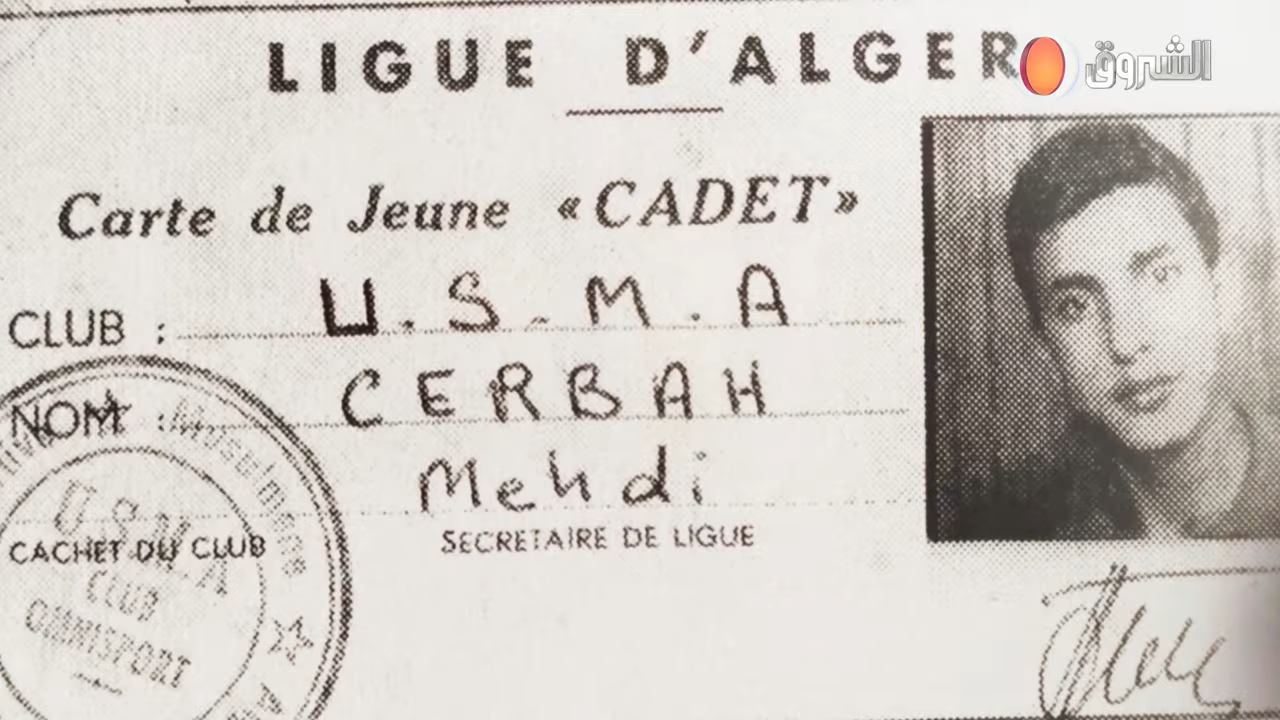 LIGUE D'ALGER
الشروق
Carte de Jeune «CADET»
CLUB : U.S.M.A
NOM : CERBAH
Mehdi
CACHET DU CLUB
SECRETAIRE DE LIGUE
Musulmane
U.S.M.A
CLUB
OMNISPORT